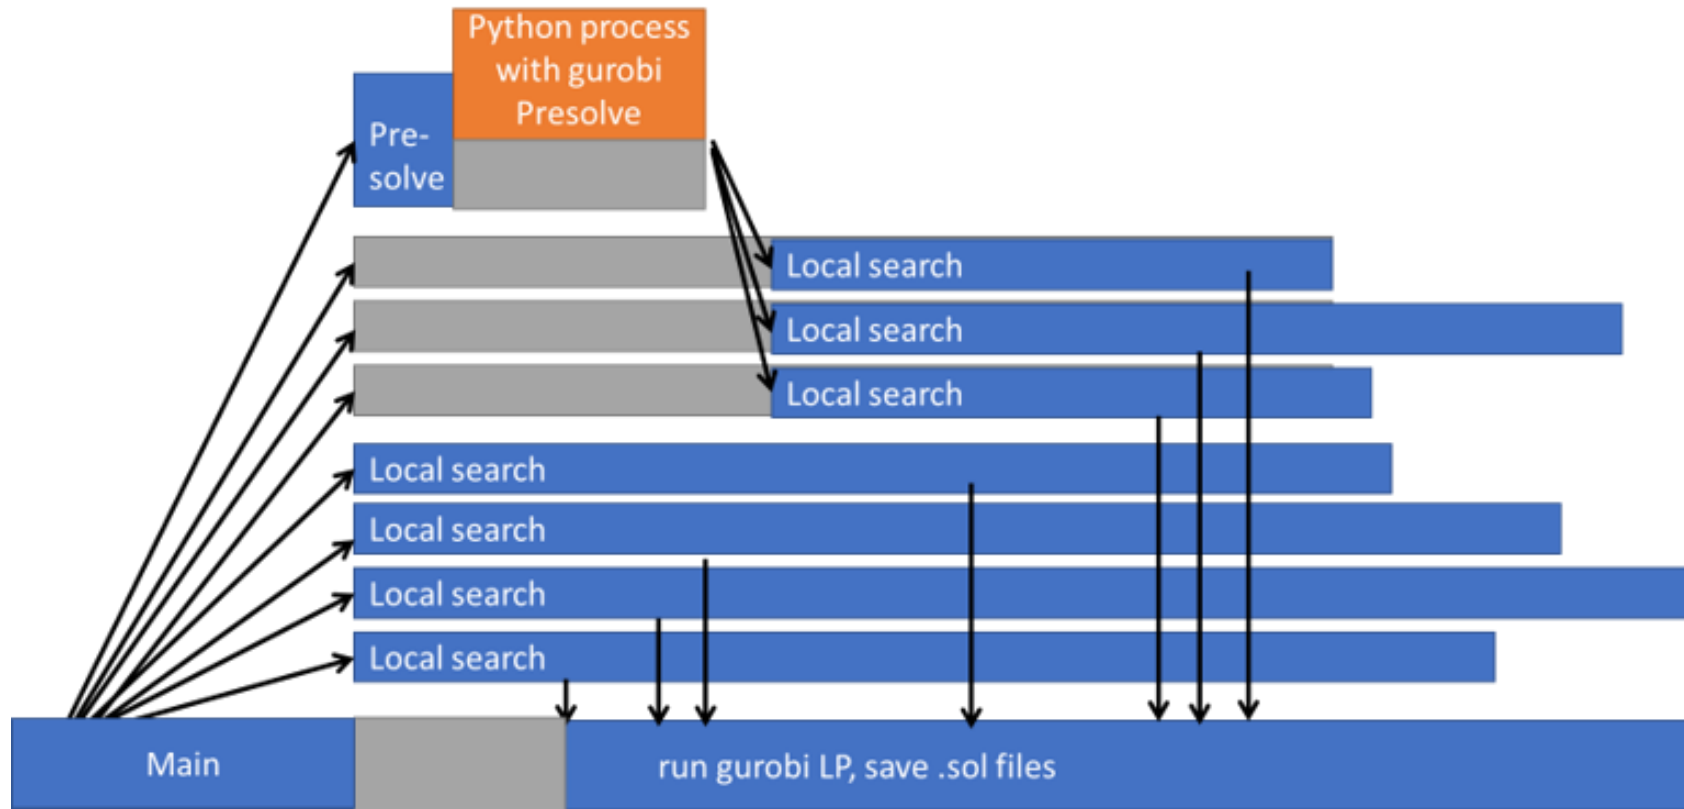 Python process
with gurobi
Presolve
Pre-
solve
Local search
Local search
Local search
Local search
Local search
Local search
Local search
Main
run gurobi LP, save .sol files